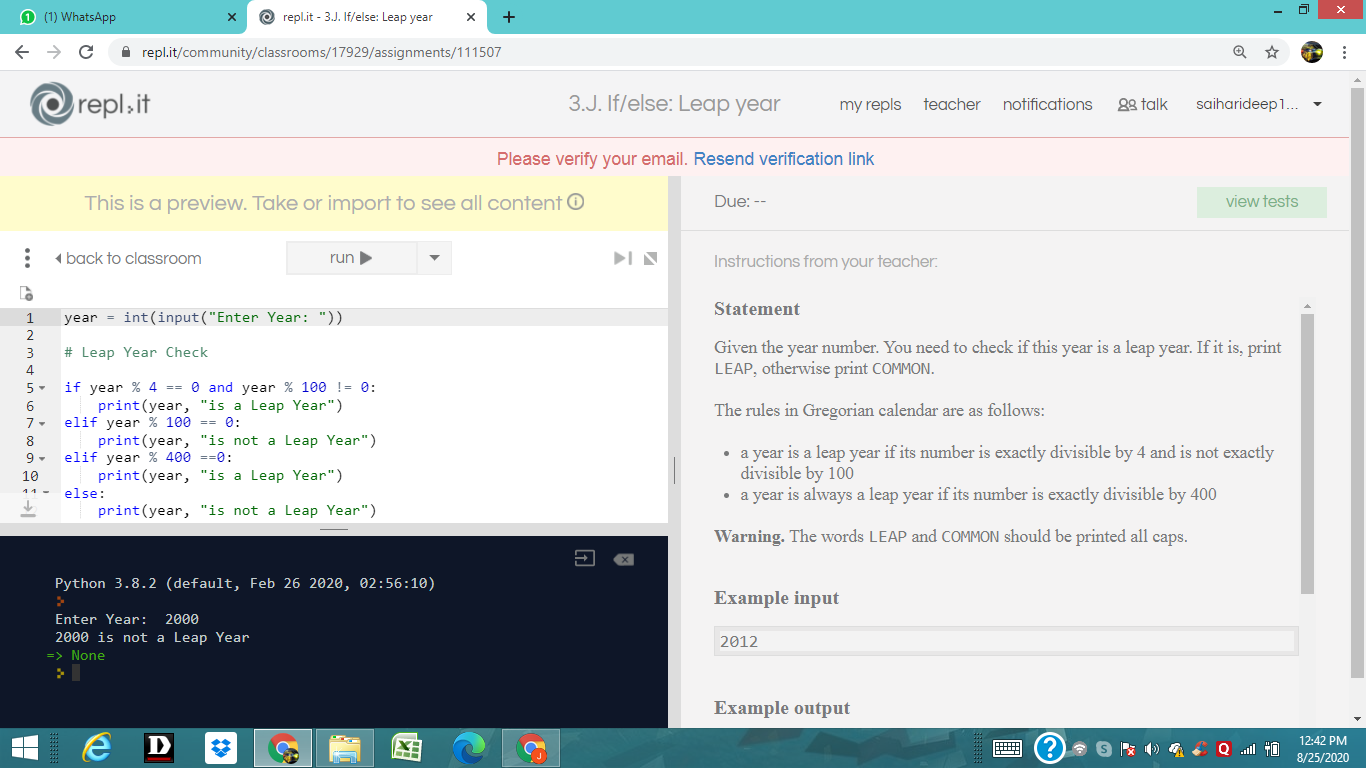 (1) WhatsApp
repl.it - 3.J. If/else: Leap year
repl.it/community/classrooms/17929/assignments/111507
repl.it
3.J. If/else: Leap year
my repls
teacher
notifications
talk
saiharideep1...
Please verify your email. Resend verification link
This is a preview. Take or import to see all content
back to classroom
run
1 year = int(input("Enter Year: "))
2
3 # Leap Year Check
4
5 if year % 4 == 0 and year % 100 != 0:
6 print(year, "is a Leap Year")
7 elif year % 100 == 0:
8 print(year, "is not a Leap Year")
9 elif year % 400 ==0:
10 print(year, "is a Leap Year")
11 else:
print(year, "is not a Leap Year")
Python 3.8.2 (default, Feb 26 2020, 02:56:10)
Enter Year:  2000
2000 is not a Leap Year
=> None
Due: --
view tests
Instructions from your teacher:
Statement
Given the year number. You need to check if this year is a leap year. If it is, print
LEAP, otherwise print COMMON.
The rules in Gregorian calendar are as follows:
• a year is a leap year if its number is exactly divisible by 4 and is not exactly
divisible by 100
• a year is always a leap year if its number is exactly divisible by 400
Warning. The words LEAP and COMMON should be printed all caps.
Example input
2012
Example output
12:42 PM
8/25/2020